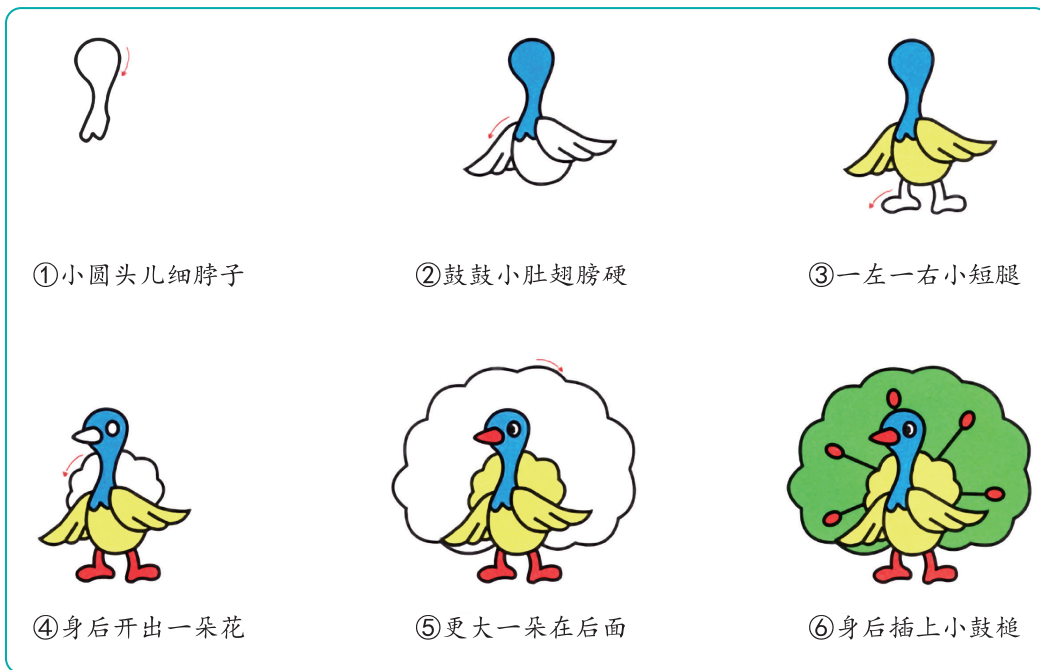 ①小圆头儿细脖子
②鼓鼓小肚翅膀硬
③一左一右小短腿
④身后开出一朵花
⑤更大一朵在后面
⑥身后插上小鼓槌